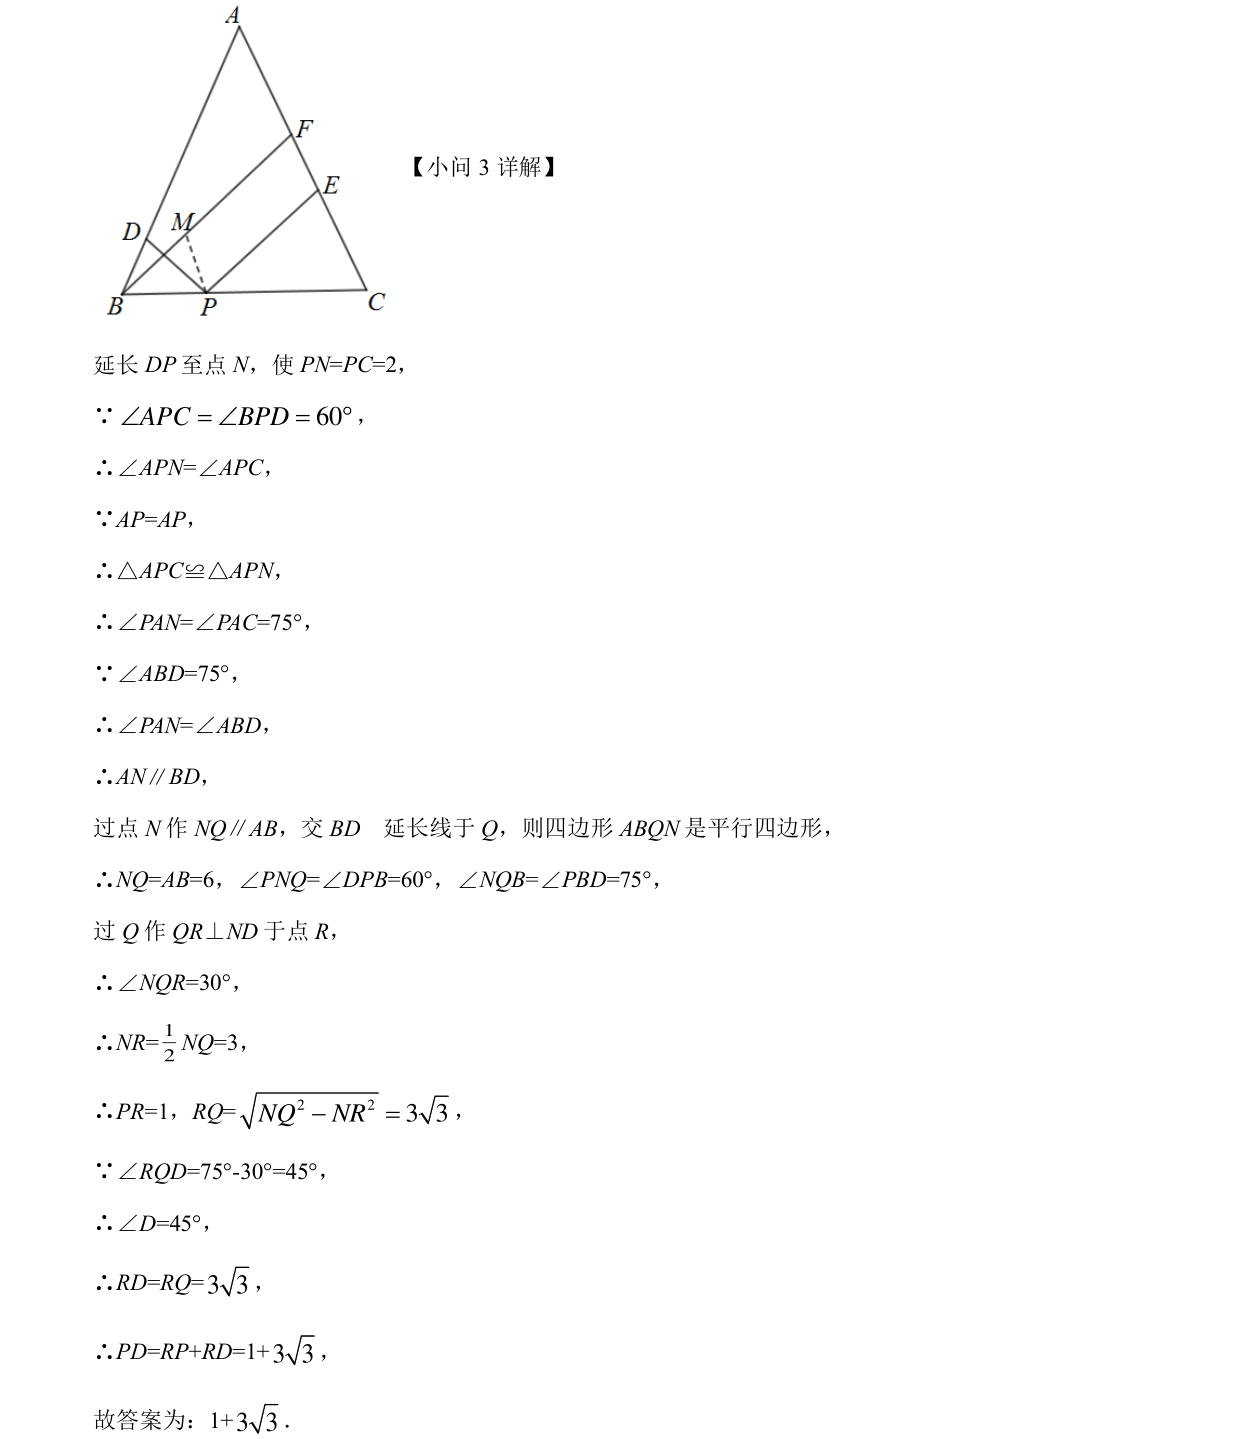 A
F
E
D
M
B
P
C
【小问 3 详解】
延长 DP 至点 N，使 PN=PC=2，
∵ ∠APC = ∠BPD = 60°，
∴∠APN=∠APC，
∵AP=AP，
∴△APC≌△APN，
∴∠PAN=∠PAC=75°，
∵∠ABD=75°，
∴∠PAN=∠ABD，
∴AN∥BD，
过点 N 作 NQ∥AB，交 BD 延长线于 Q，则四边形 ABQN 是平行四边形，
∴NQ=AB=6，∠PNQ=∠DPB=60°，∠NQB=∠PBD=75°，
过 Q 作 QR⊥ND 于点 R，
∴∠NQR=30°，
∴NR=1/2 NQ=3，
∴PR=1，RQ=√(NQ² − NR²) = 3√3，
∵∠RQD=75°-30°=45°，
∴∠D=45°，
∴RD=RQ=3√3，
∴PD=RP+RD=1+3√3，
故答案为：1+3√3．